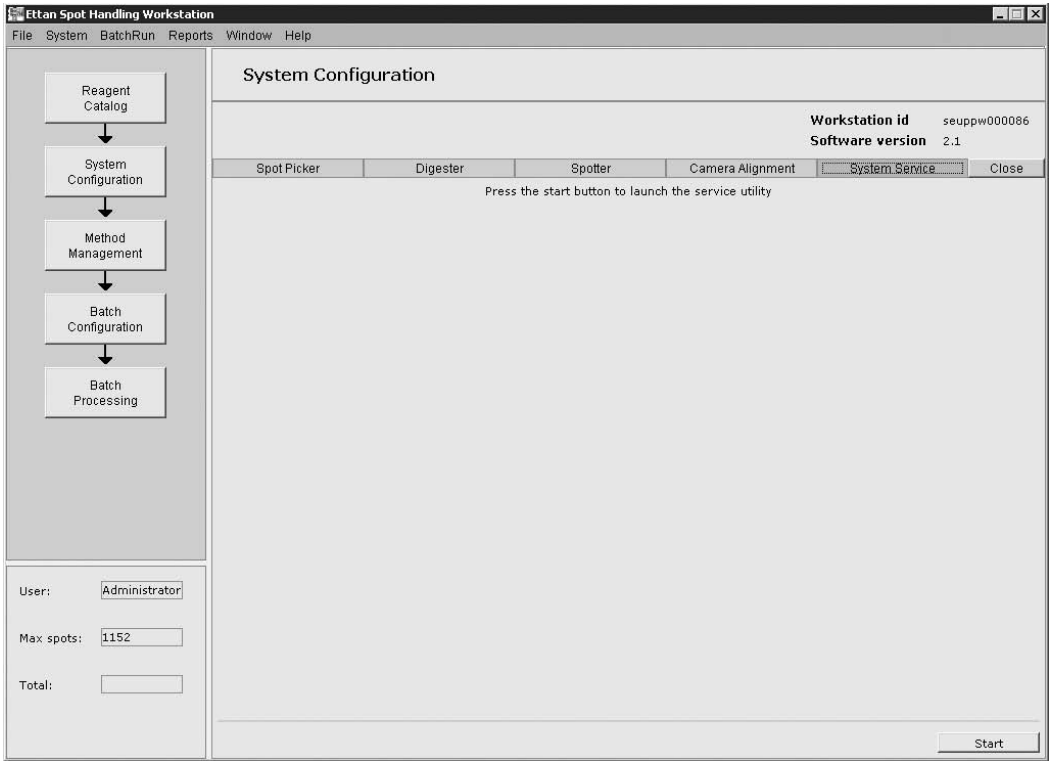 Ettan Spot Handling Workstation
File System BatchRun Reports Window Help
Reagent
Catalog
System
Configuration
Method
Management
Batch
Configuration
Batch
Processing
User: Administrator
Max spots: 1152
Total:
System Configuration
Workstation id seuppw000086
Software version 2.1
Spot Picker Digester Spotter Camera Alignment System Service Close
Press the start button to launch the service utility
Start